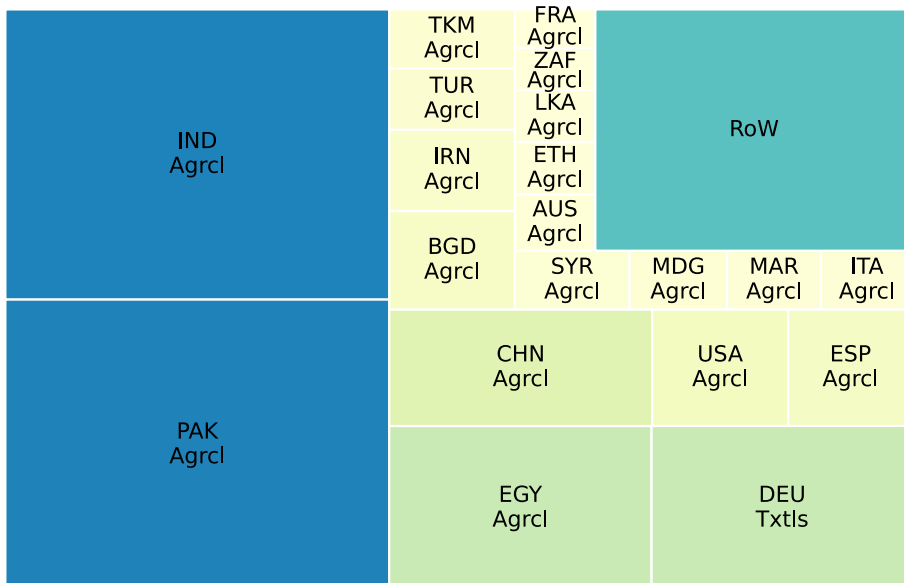 IND
Agrcl
PAK
Agrcl
TKM
Agrcl
TUR
Agrcl
IRN
Agrcl
BGD
Agrcl
FRA
Agrcl
ZAF
Agrcl
LKA
Agrcl
ETH
Agrcl
AUS
Agrcl
RoW
SYR
Agrcl
MDG
Agrcl
MAR
Agrcl
ITA
Agrcl
CHN
Agrcl
USA
Agrcl
ESP
Agrcl
EGY
Agrcl
DEU
Txtls